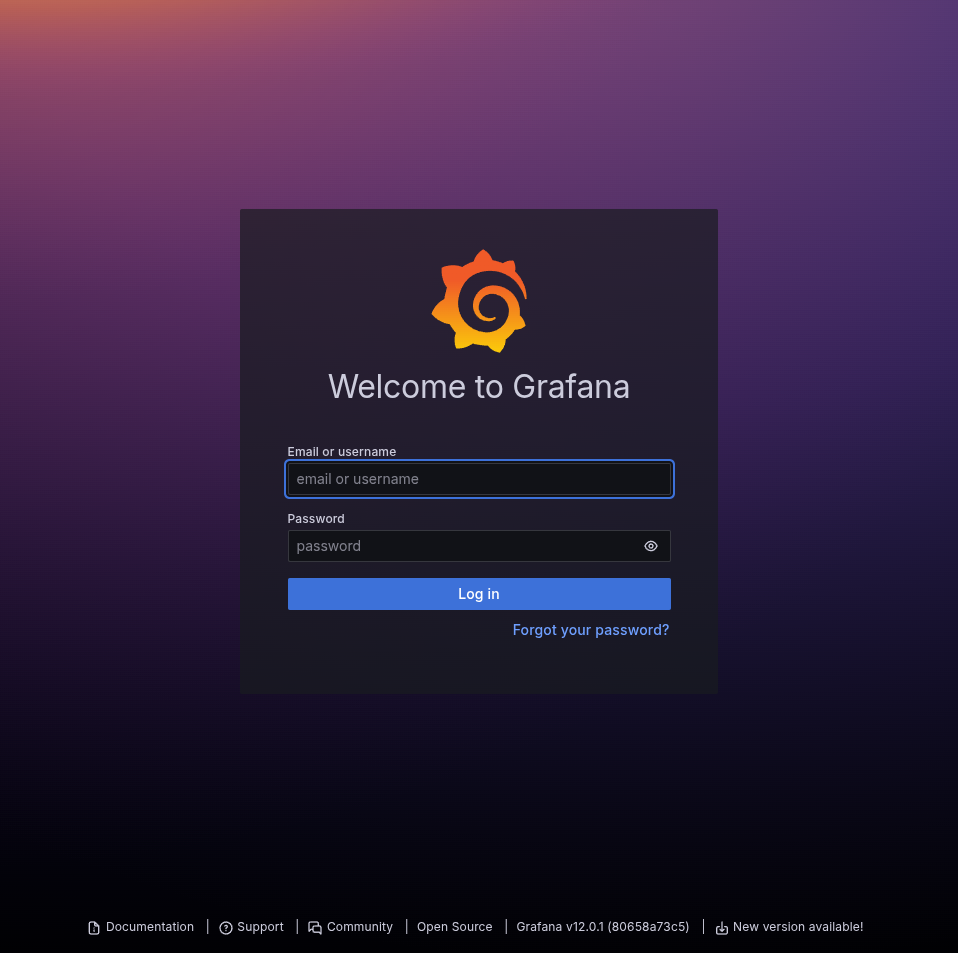 Welcome to Grafana
Email or username
email or username
Password
password
Log in
Forgot your password?
Documentation | Support | Community | Open Source | Grafana v12.0.1 (80658a73c5) | New version available!